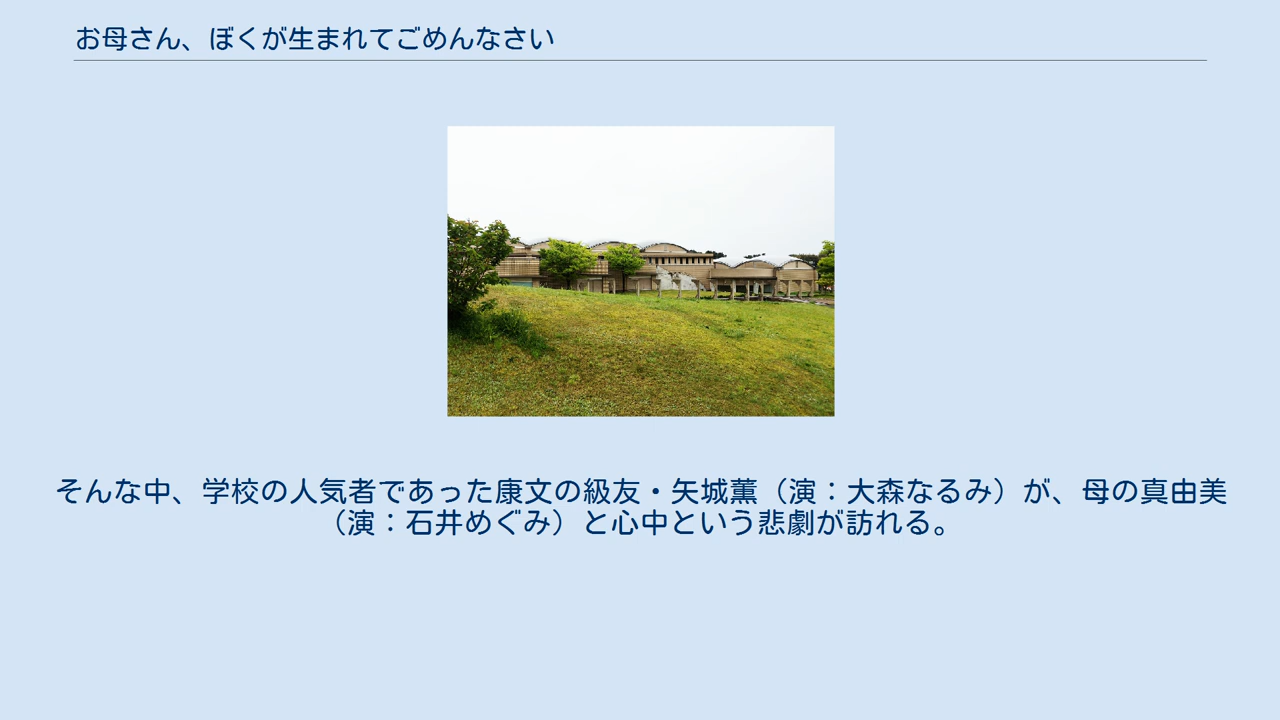 お母さん、ぼくが生まれてごめんなさい
そんな中、学校の人気者であった康文の級友・矢城薫（演：大森なるみ）が、母の真由美
（演：石井めぐみ）と心中という悲劇が訪れる。